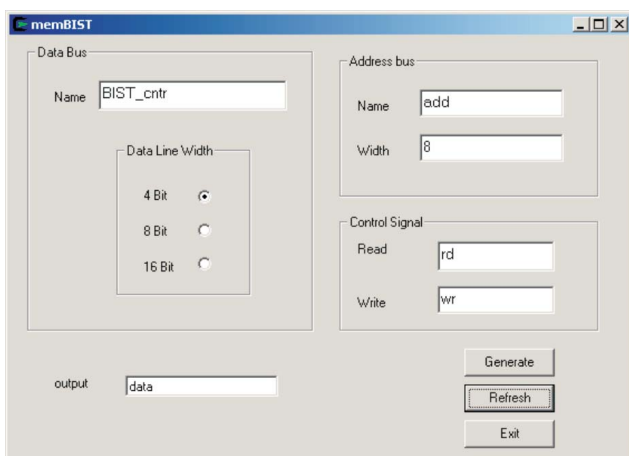 memBIST
Data Bus
Name BIST_cntr
Data Line Width
4 Bit
8 Bit
16 Bit
Address bus
Name add
Width 8
Control Signal
Read rd
Write wr
output data
Generate
Refresh
Exit